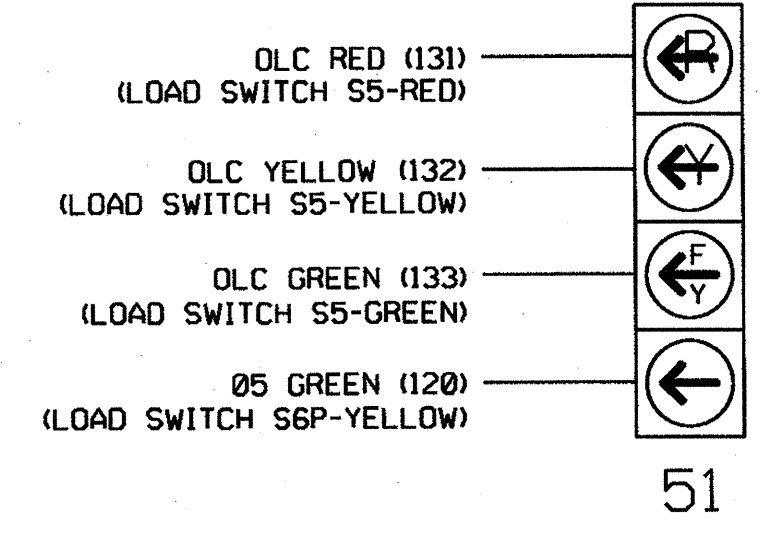 OLC RED (131)
(LOAD SWITCH S5-RED)
R
OLC YELLOW (132)
(LOAD SWITCH S5-YELLOW)
Y
OLC GREEN (133)
(LOAD SWITCH S5-GREEN)
F
Y
05 GREEN (120)
(LOAD SWITCH S6P-YELLOW)
51